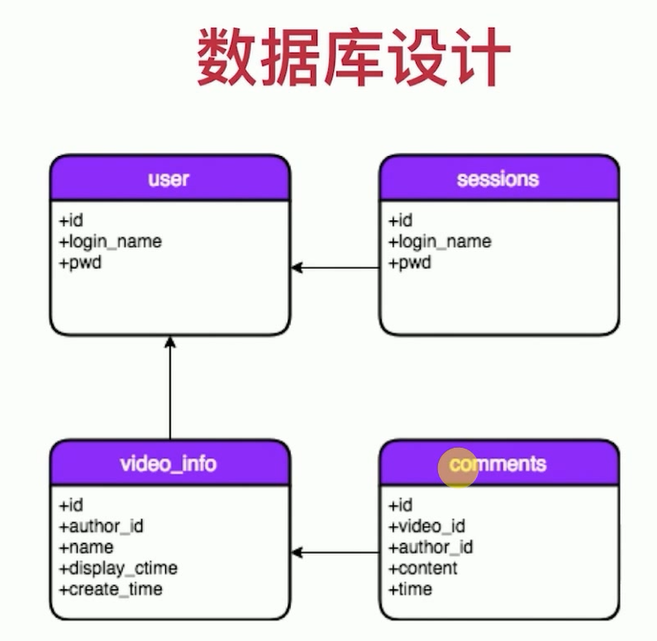 数据库设计
user
+id
+login_name
+pwd
sessions
+id
+login_name
+pwd
video_info
+id
+author_id
+name
+display_ctime
+create_time
comments
+id
+video_id
+author_id
+content
+time